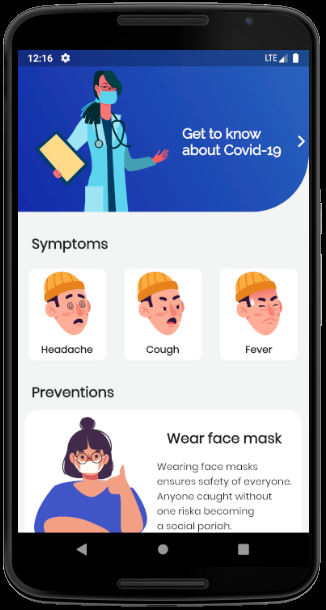 12:16
LTE
Get to know
about Covid-19
Symptoms
Headache
Cough
Fever
Preventions
Wear face mask
Wearing face masks
ensures safety of everyone.
Anyone caught without
one riska becoming
a social pariah.